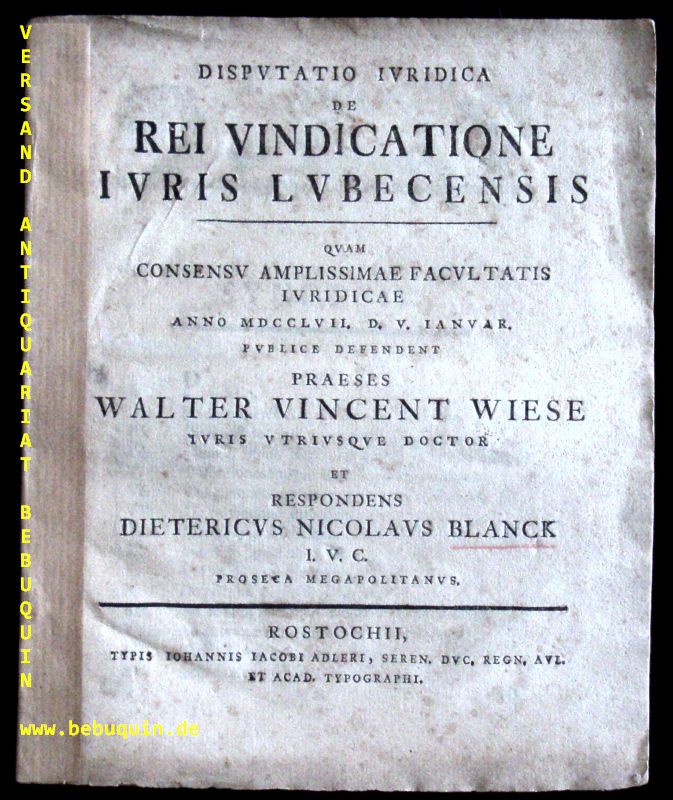 DISPVTATIO IVRIDICA
DE
REI VINDICATIONE
IVRIS LVBECENSIS
QVAM
CONSENSV AMPLISSIMAE FACVLTATIS
IVRIDICAE
ANNO MDCCLVII. D. V. IANVAR.
PVBLICE DEFENDENT
PRAESES
WALTER VINCENT WIESE
IVRIS VTRIVSQVE DOCTOR
ET
RESPONDENS
DIETERICVS NICOLAVS BLANCK
I. V. C.
PROSECA MEGAPOLITANVS.
ROSTOCHII,
TYPIS IOHANNIS IACOBI ADLERI, SEREN. DVC. REGN. AVL.
ET ACAD. TYPOGRAPHI.
VERSAND ANTIQUARIAT BEBUQUIN
www.bebuquin.de